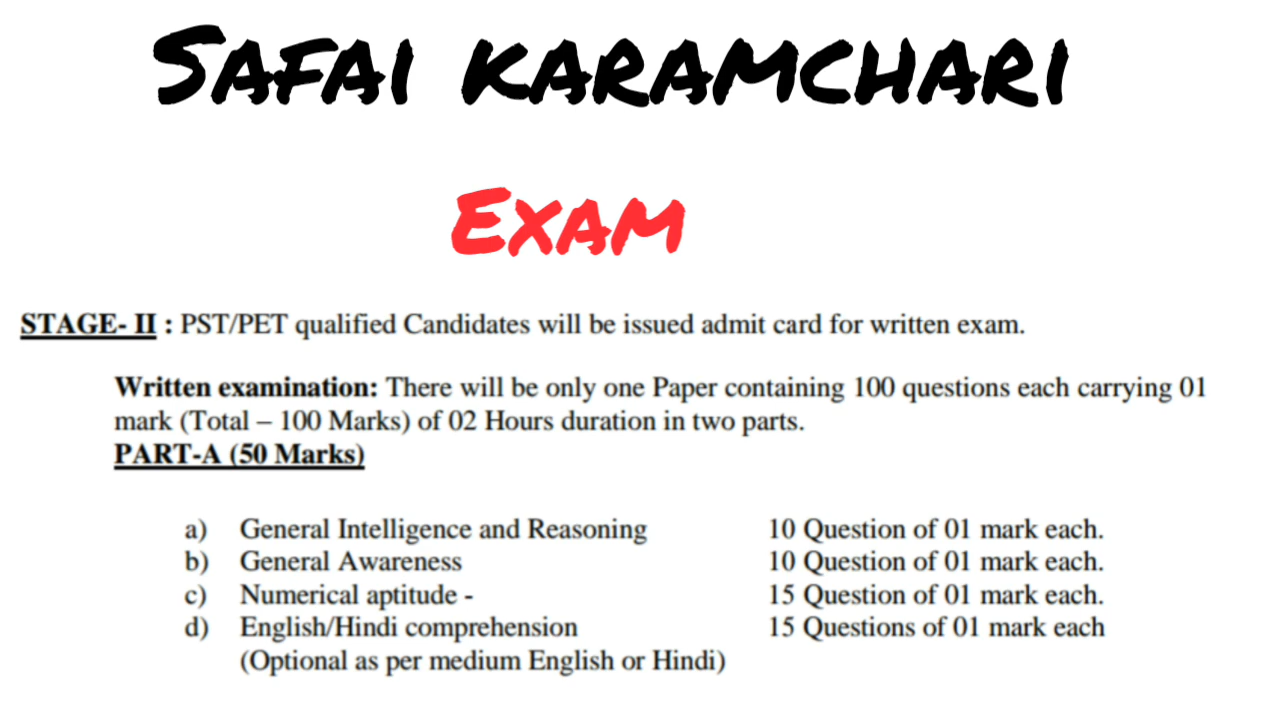 SAFAI KARAMCHARI
EXAM
STAGE- II : PST/PET qualified Candidates will be issued admit card for written exam.
Written examination: There will be only one Paper containing 100 questions each carrying 01
mark (Total – 100 Marks) of 02 Hours duration in two parts.
PART-A (50 Marks)
a) General Intelligence and Reasoning 10 Question of 01 mark each.
b) General Awareness 10 Question of 01 mark each.
c) Numerical aptitude - 15 Question of 01 mark each.
d) English/Hindi comprehension 15 Questions of 01 mark each
(Optional as per medium English or Hindi)